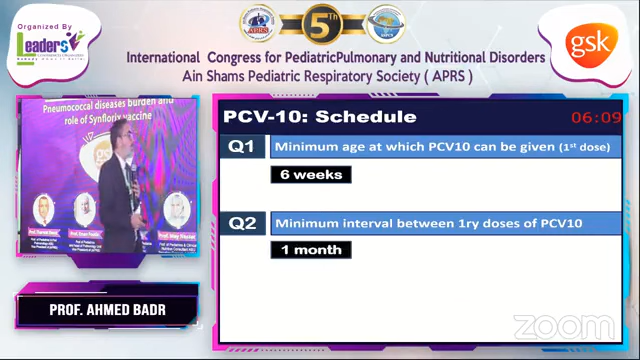 Organized By
Leaders
5Th
APRS
gsk
International Congress for PediatricPulmonary and Nutritional Disorders
Ain Shams Pediatric Respiratory Society ( APRS )
Pneumococcal diseases burden and
role of Synflorix vaccine
PCV-10: Schedule
06:09
Q1 Minimum age at which PCV10 can be given (1st dose)
6 weeks
Q2 Minimum interval between 1ry doses of PCV10
1 month
PROF. AHMED BADR
zoom